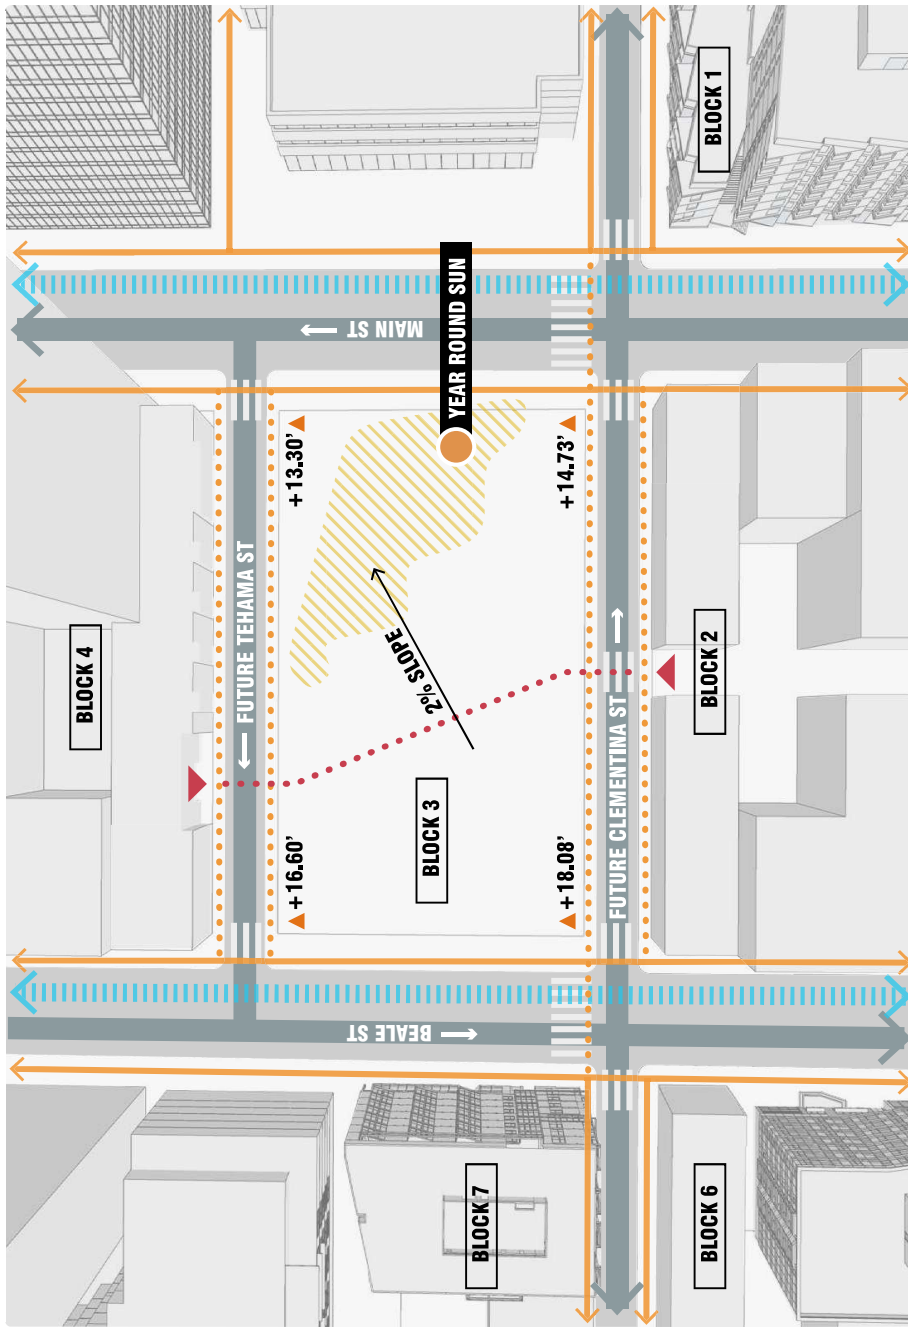 BLOCK 1
MAIN ST
YEAR ROUND SUN
+13.30’
+14.73’
FUTURE TEHAMA ST
BLOCK 4
2% SLOPE
BLOCK 2
BLOCK 3
+16.60’
+18.08’
FUTURE CLEMENTINA ST
BEALE ST
BLOCK 7
BLOCK 6